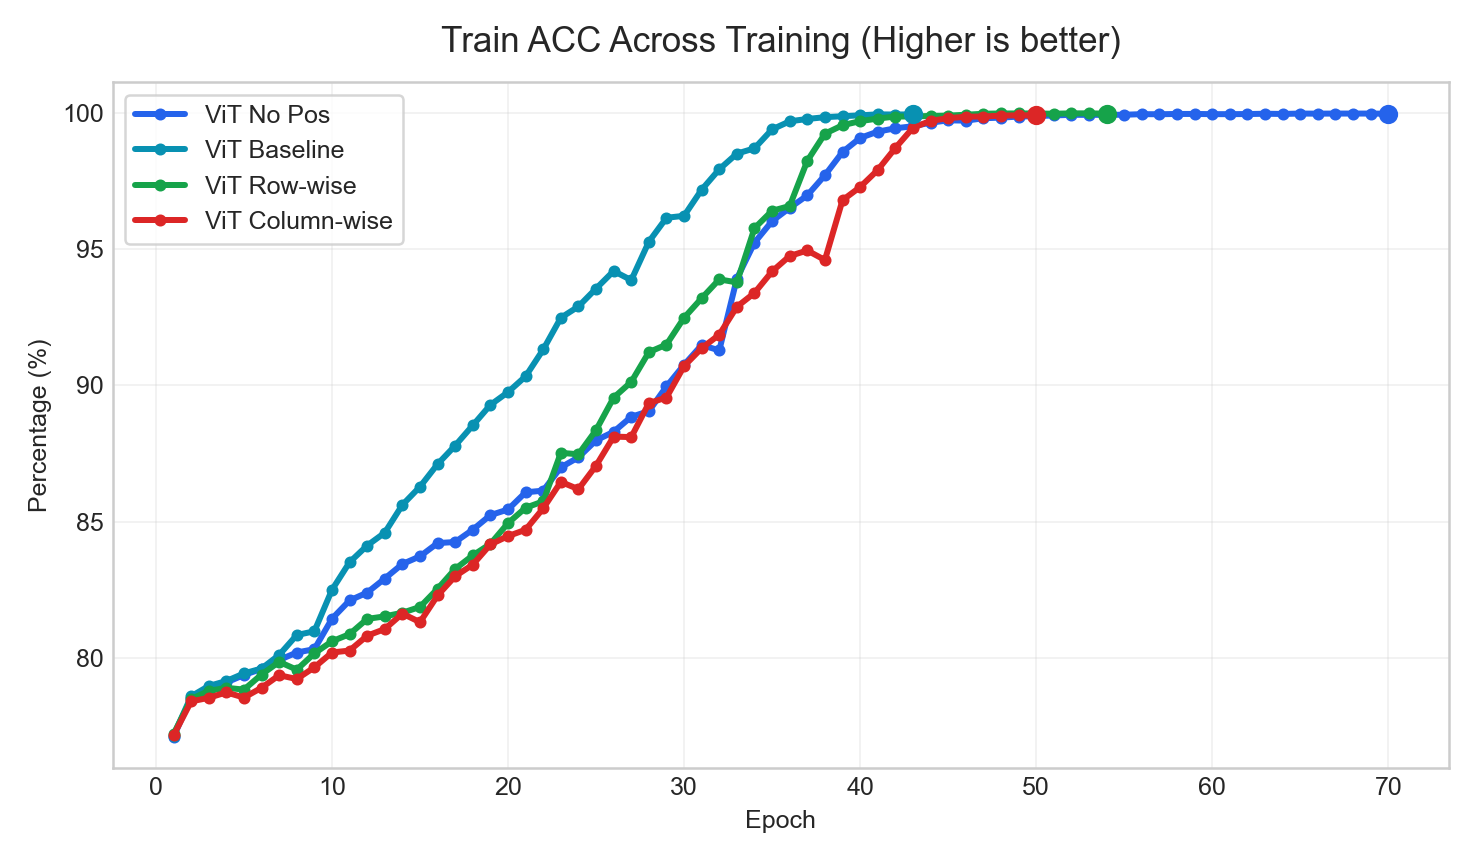 Train ACC Across Training (Higher is better)
ViT No Pos
ViT Baseline
ViT Row-wise
ViT Column-wise
100
95
90
85
80
Percentage (%)
0 10 20 30 40 50 60 70
Epoch